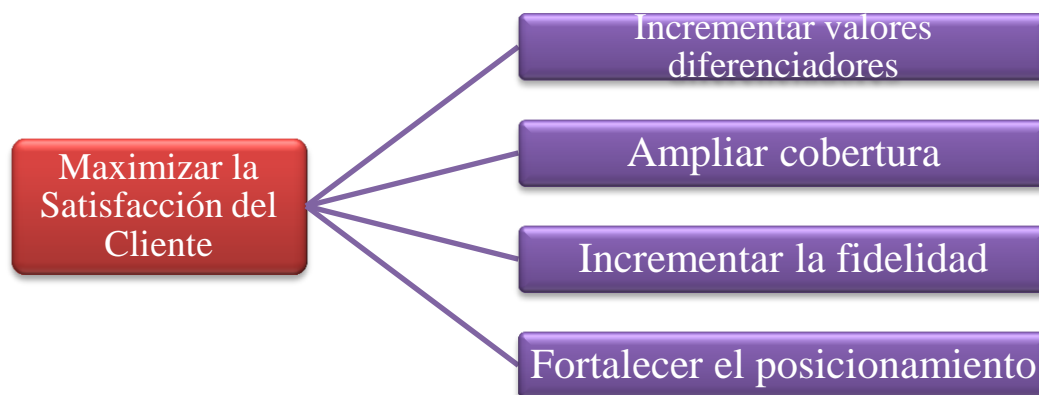 Maximizar la
Satisfacción del
Cliente
Incrementar valores
diferenciadores
Ampliar cobertura
Incrementar la fidelidad
Fortalecer el posicionamiento